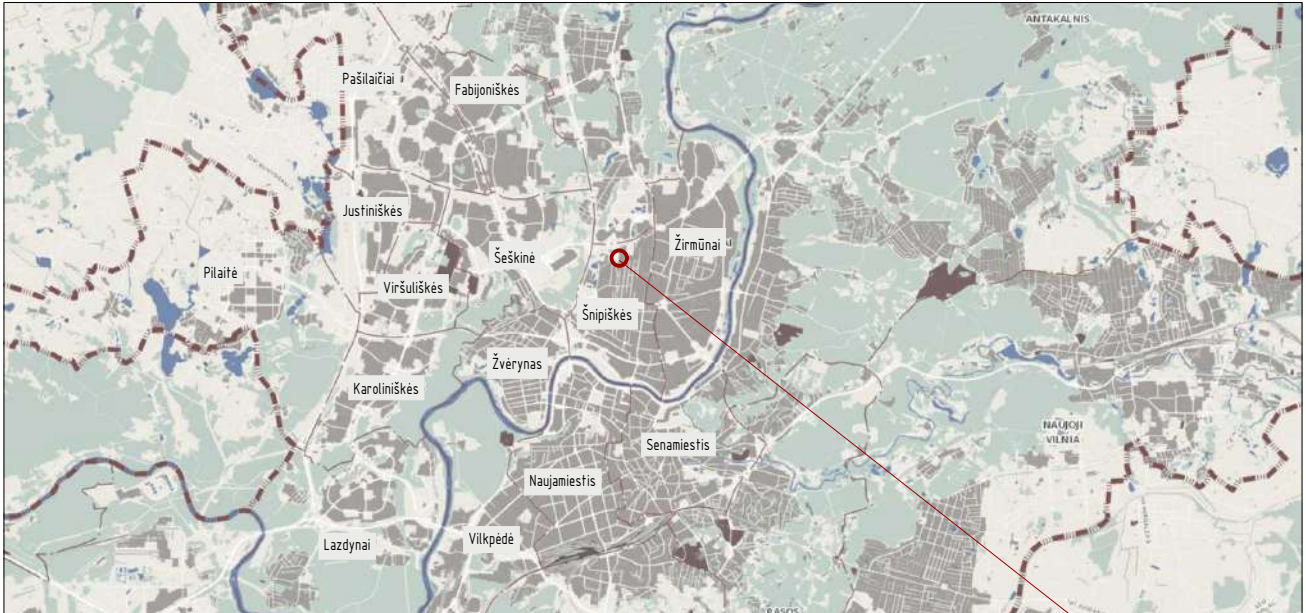 ANTAKALNIS
Pašilaičiai
Fabijoniškės
Justiniškės
Šeškinė
Žirmūnai
Pilaitė
Viršuliškės
Šnipiškės
Žvėrynas
Karoliniškės
NAUJOJI
VILNIA
Senamiestis
Naujamiestis
Lazdynai
Vilkpėdė
RASOS